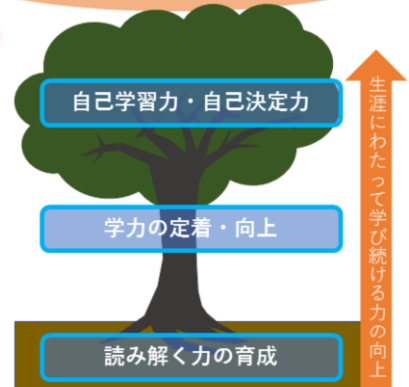 自己学習力・自己決定力
学力の定着・向上
読み解く力の育成
生涯にわたって学び続ける力の向上